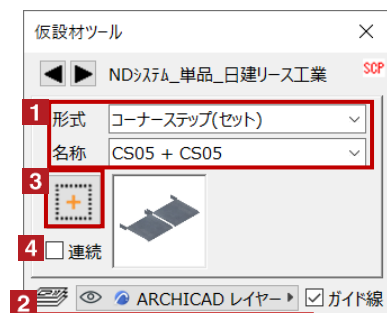 仮設材ツール
NDシステム_単品_日建リース工業
SCP
1
形式 コーナーステップ(セット)
名称 CS05 + CS05
3
4
連続
2
ARCHICAD レイヤー
ガイド線